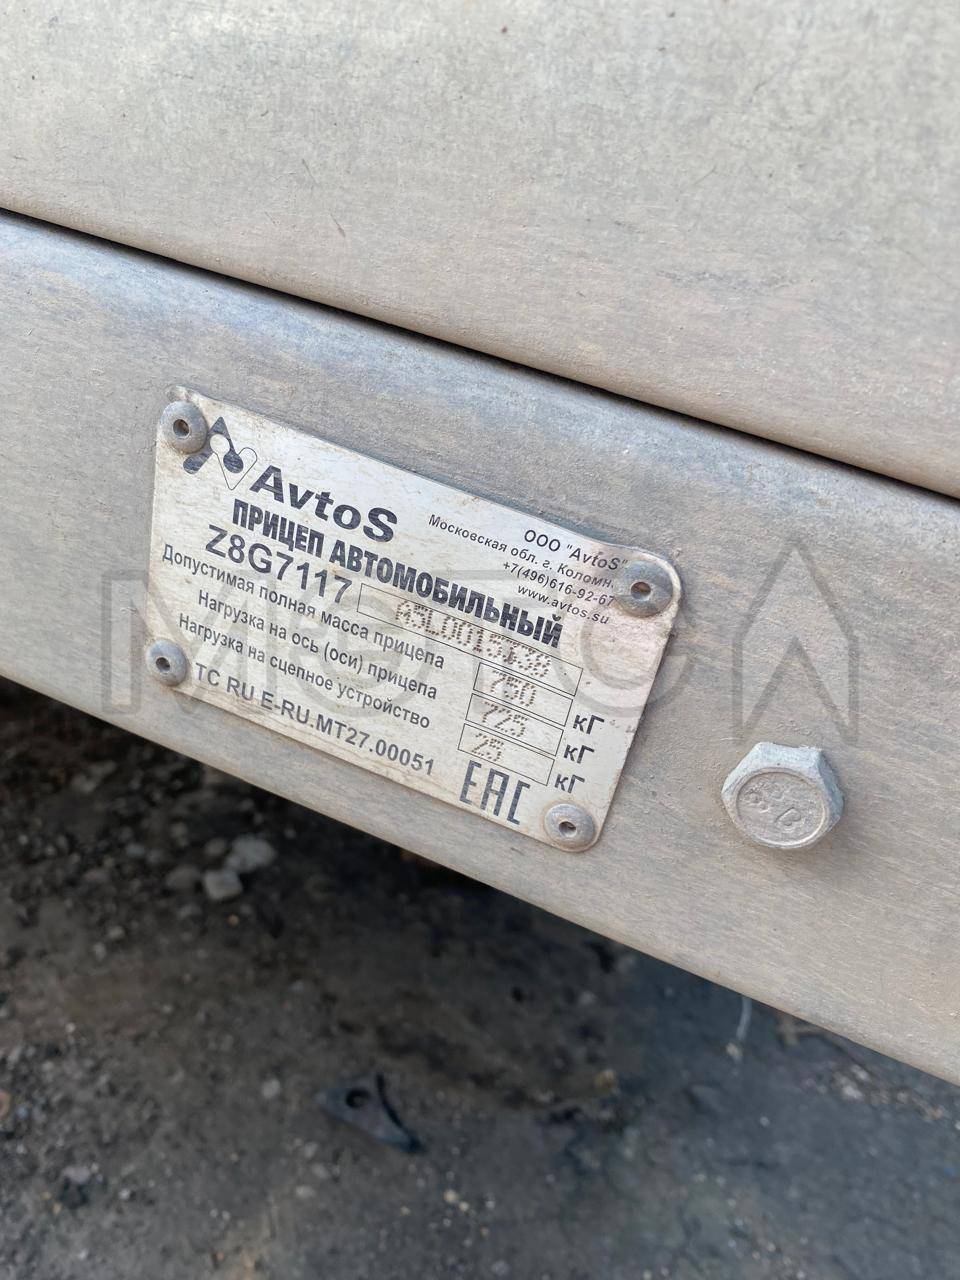 AvtoS
ООО "AvtoS"
Московская обл. г. Коломн
+7(496)616-92-67
www.avtos.su
ПРИЦЕП АВТОМОБИЛЬНЫЙ
Z8G7117
Допустимая полная масса прицепа 750 кГ
Нагрузка на ось (оси) прицепа 725 кГ
Нагрузка на сцепное устройство 25 кГ
ТС RU E-RU.MT27.00051
ЕАС